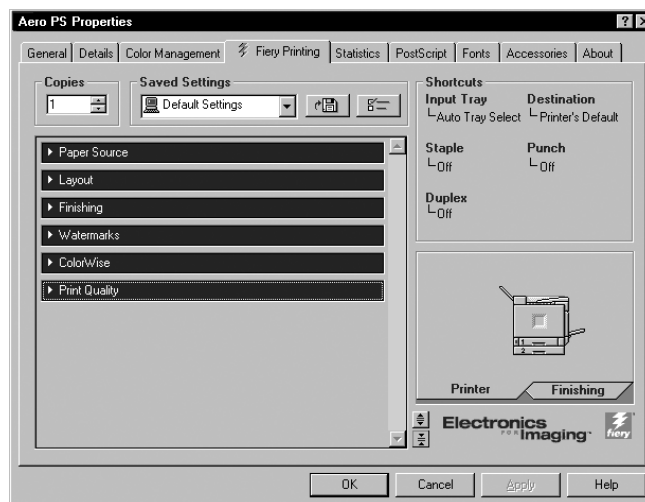 Aero PS Properties
General Details Color Management Fiery Printing Statistics PostScript Fonts Accessories About
Copies
1
Saved Settings
Default Settings
Paper Source
Layout
Finishing
Watermarks
ColorWise
Print Quality
Shortcuts
Input Tray Destination
Auto Tray Select Printer's Default
Staple Punch
Off Off
Duplex
Off
1
2
Printer Finishing
Electronics
FOR Imaging
fiery
OK Cancel Apply Help